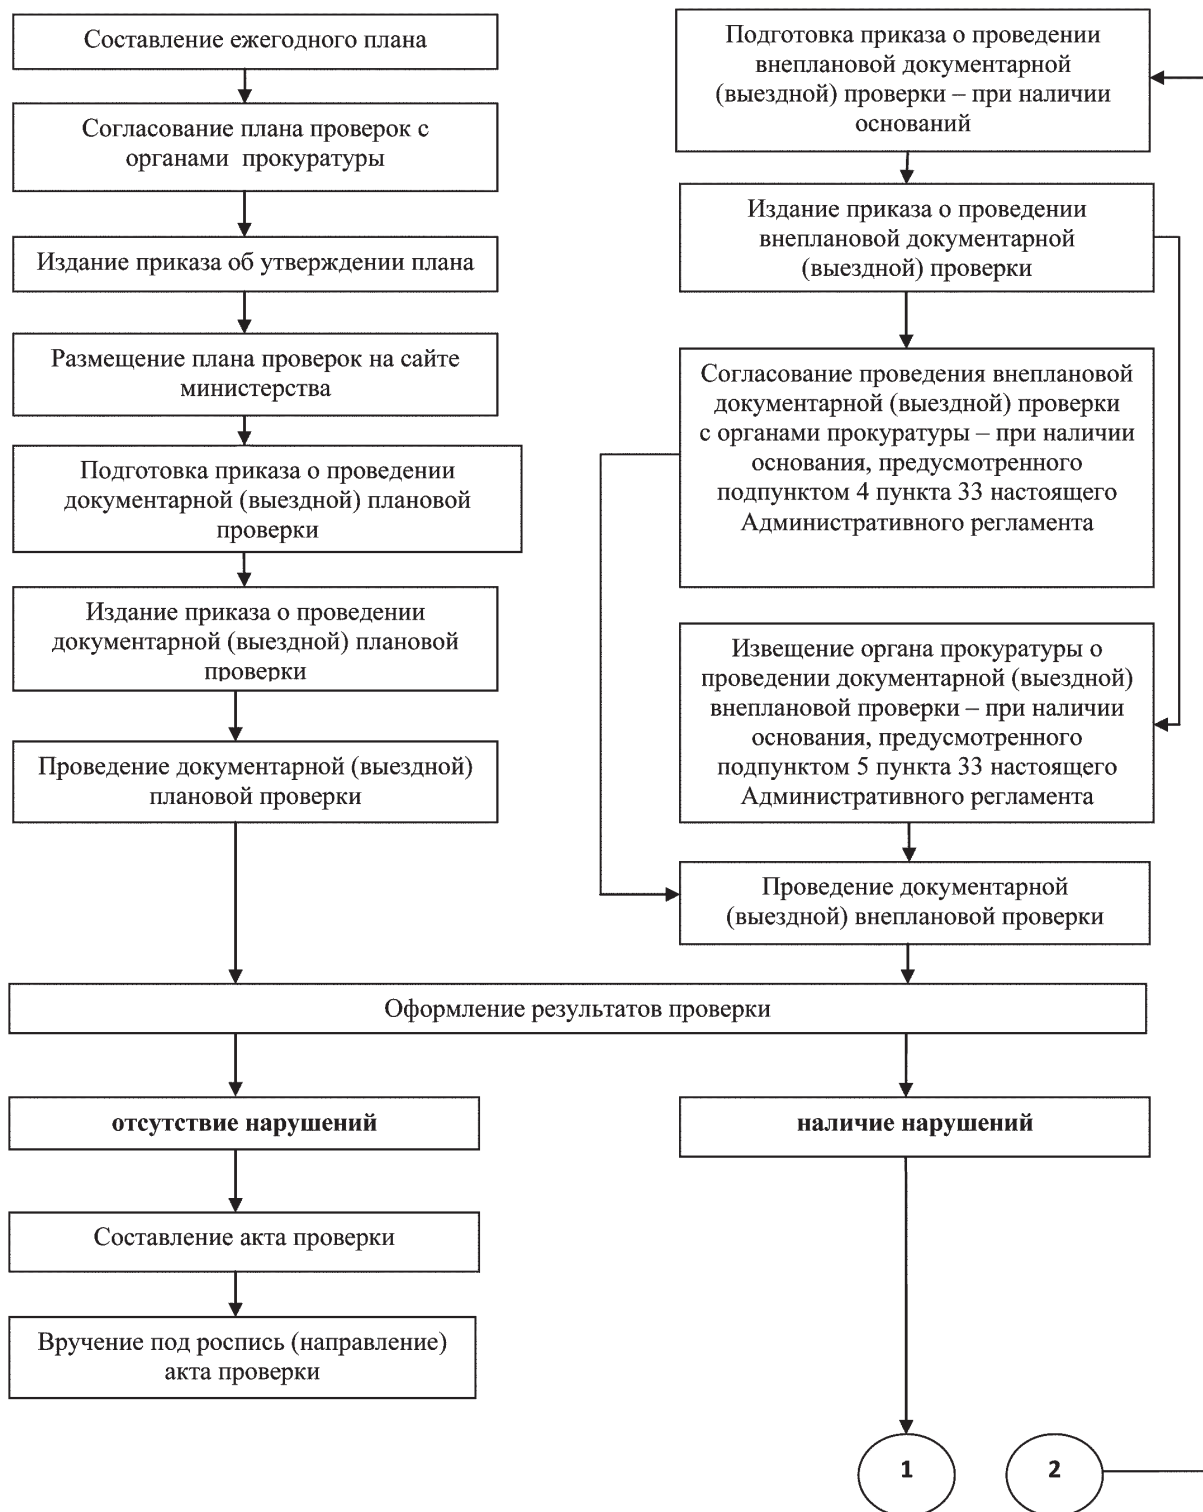 Составление ежегодного плана
Согласование плана проверок с
органами прокуратуры
Издание приказа об утверждении плана
Размещение плана проверок на сайте
министерства
Подготовка приказа о проведении
документарной (выездной) плановой
проверки
Издание приказа о проведении
документарной (выездной) плановой
проверки
Проведение документарной (выездной)
плановой проверки
Подготовка приказа о проведении
внеплановой документарной
(выездной) проверки – при наличии
оснований
Издание приказа о проведении
внеплановой документарной
(выездной) проверки
Согласование проведения внеплановой
документарной (выездной) проверки
с органами прокуратуры – при наличии
основания, предусмотренного
подпунктом 4 пункта 33 настоящего
Административного регламента
Извещение органа прокуратуры о
проведении документарной (выездной)
внеплановой проверки – при наличии
основания, предусмотренного
подпунктом 5 пункта 33 настоящего
Административного регламента
Проведение документарной
(выездной) внеплановой проверки
Оформление результатов проверки
отсутствие нарушений
Составление акта проверки
Вручение под роспись (направление)
акта проверки
наличие нарушений
1
2